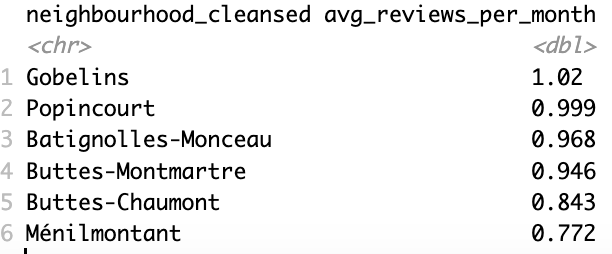 neighbourhood_cleansed avg_reviews_per_month
<chr> <dbl>
1 Gobelins 1.02
2 Popincourt 0.999
3 Batignolles-Monceau 0.968
4 Buttes-Montmartre 0.946
5 Buttes-Chaumont 0.843
6 Ménilmontant 0.772